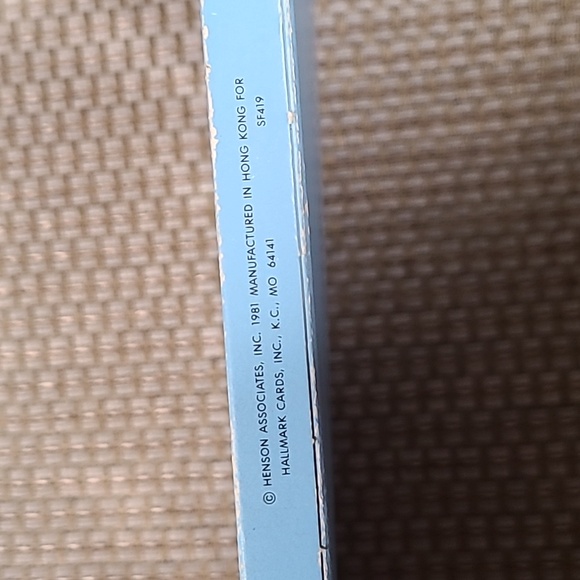 © HENSON ASSOCIATES, INC. 1981 MANUFACTURED IN HONG KONG FOR
HALLMARK CARDS, INC., K.C., MO 64141 SF419